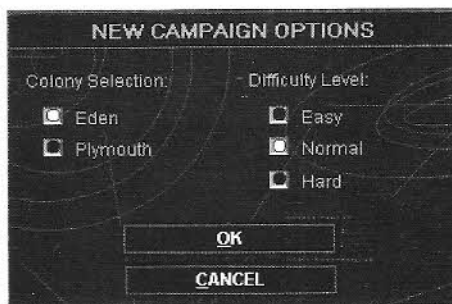 NEW CAMPAIGN OPTIONS
Colony Selection:
Eden
Plymouth
Difficulty Level:
Easy
Normal
Hard
OK
CANCEL